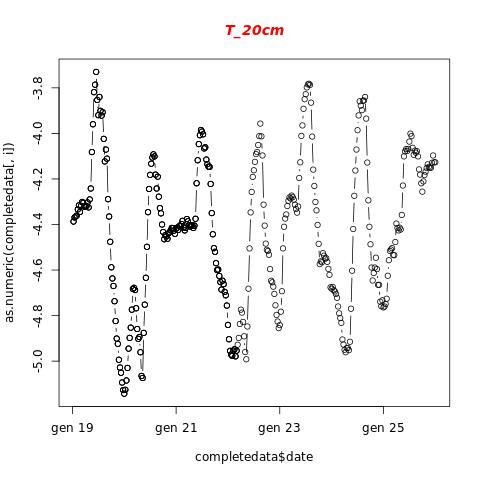 T_20cm
as.numeric(completedata[, i])
-3.8
-4.0
-4.2
-4.4
-4.6
-4.8
-5.0
gen 19
gen 21
gen 23
gen 25
completedata$date